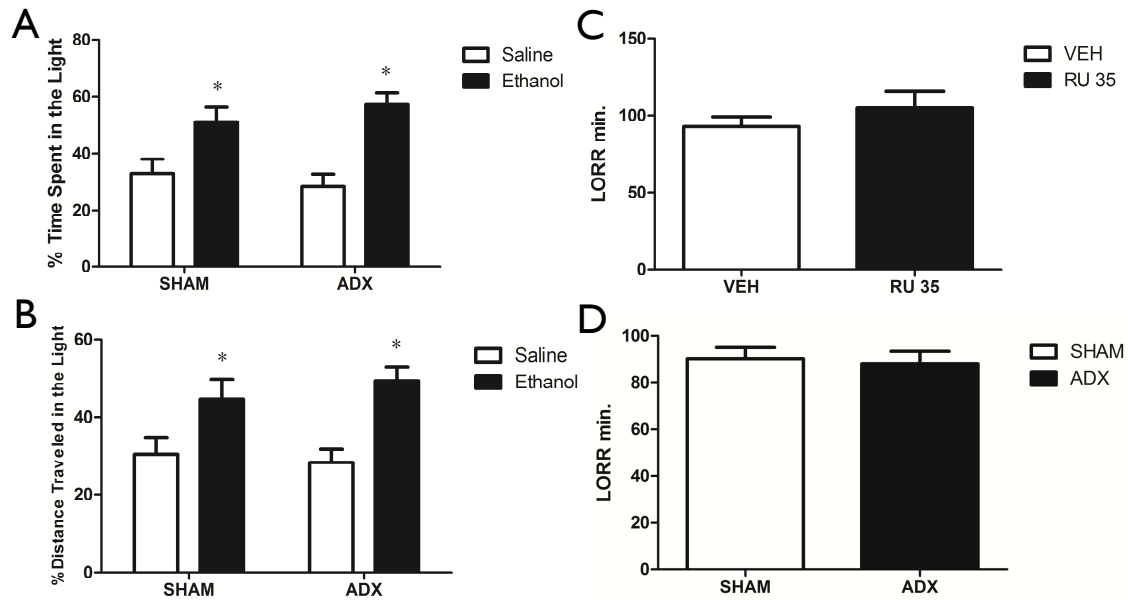 A
% Time Spent in the Light
80
60
40
20
0
*
*
SHAM
ADX
Saline
Ethanol
B
%Distance Traveled in the Light
60
40
20
0
*
*
SHAM
ADX
Saline
Ethanol
C
LORR min.
150
100
50
0
VEH
RU 35
VEH
RU 35
D
LORR min.
100
80
60
40
20
0
SHAM
ADX
SHAM
ADX